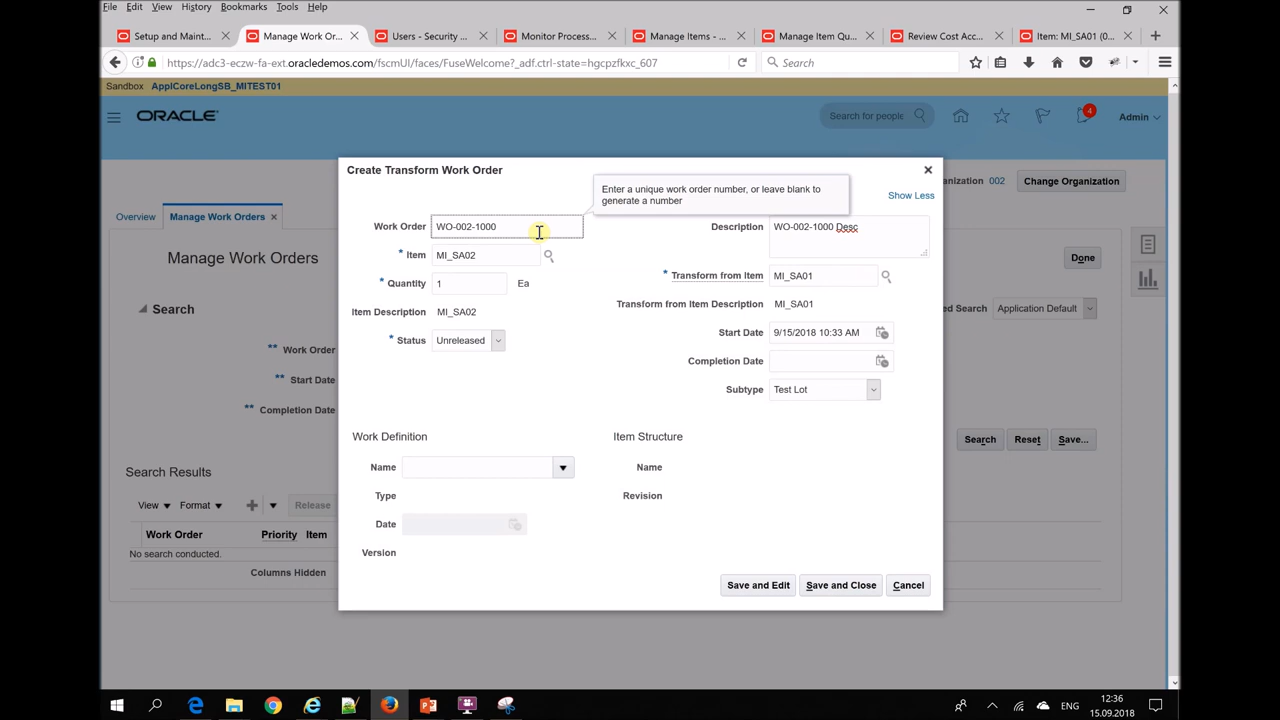 File Edit View History Bookmarks Tools Help
Setup and Maint... Manage Work Or... Users - Security ... Monitor Process... Manage Items - ... Manage Item Qu... Review Cost Acc... Item: MI_SA01 (0...
https://adc3-eczw-fa-ext.oracledemos.com/fscmUI/faces/FuseWelcome?_adf.ctrl-state=hgcpzfkxc_607 Search
Sandbox ApplCoreLongSB_MITEST01
ORACLE Search for people 4 Admin
Create Transform Work Order
Enter a unique work order number, or leave blank to
generate a number
Show Less
ganization 002 Change Organization
Overview Manage Work Orders
Work Order WO-002-1000 Description WO-002-1000 Desc
Manage Work Orders * Item MI_SA02 Done
* Transform from Item MI_SA01
* Quantity 1 Ea
Search Transform from Item Description MI_SA01 ed Search Application Default
Item Description MI_SA02
** Work Order * Status Unreleased Start Date 9/15/2018 10:33 AM
Completion Date
** Start Date
Subtype Test Lot
** Completion Date
Work Definition Item Structure Search Reset Save...
Search Results Name Name
View Format Release Type Revision
Date
Work Order Priority Item
No search conducted. Version
Columns Hidden
Save and Edit Save and Close Cancel
ENG 12:36
15.09.2018